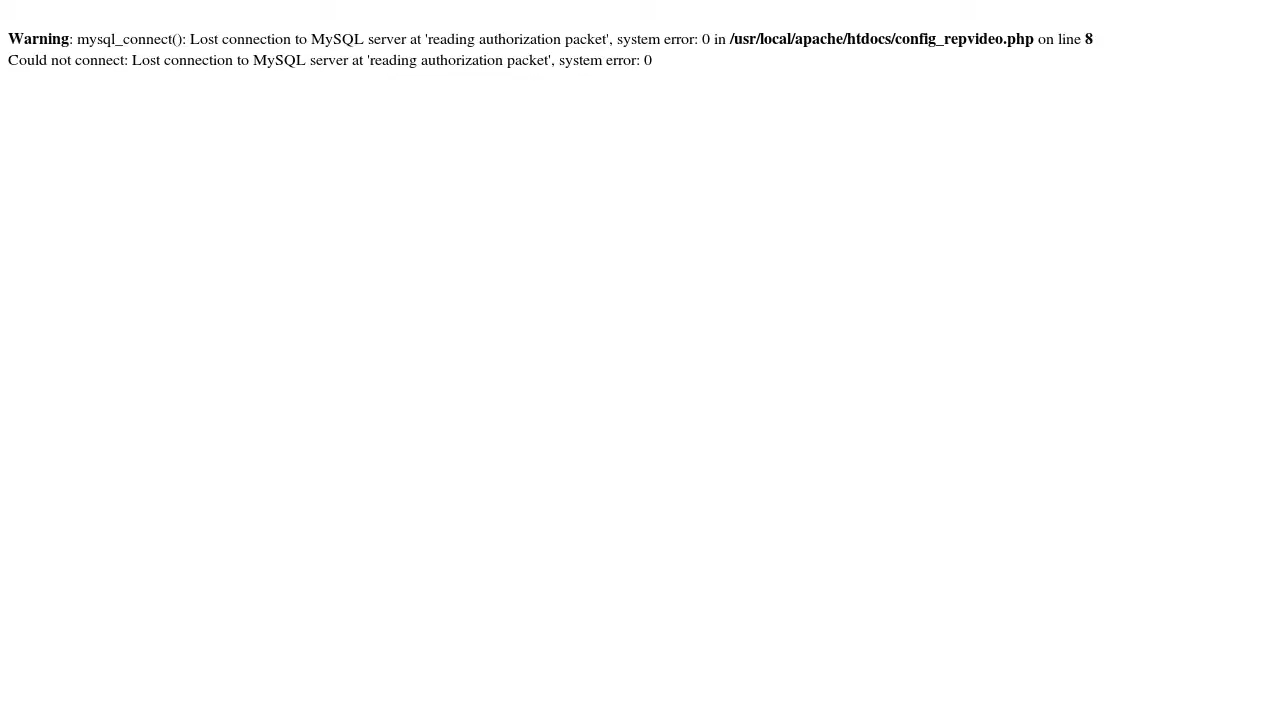 Warning: mysql_connect(): Lost connection to MySQL server at 'reading authorization packet', system error: 0 in /usr/local/apache/htdocs/config_repvideo.php on line 8
Could not connect: Lost connection to MySQL server at 'reading authorization packet', system error: 0